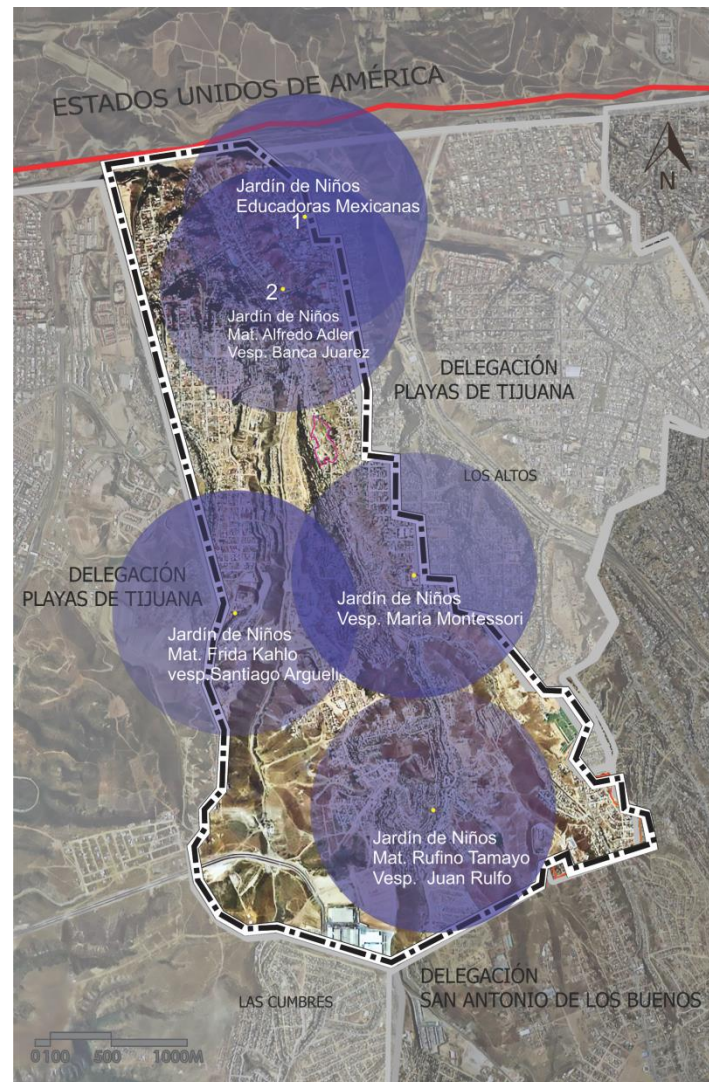 ESTADOS UNIDOS DE AMÉRICA
N
Jardín de Niños
Educadoras Mexicanas
1
2
Jardín de Niños
Mat. Alfredo Adler
Vesp. Banca Juarez
DELEGACIÓN
PLAYAS DE TIJUANA
LOS ALTOS
DELEGACIÓN
PLAYAS DE TIJUANA
Jardín de Niños
Vesp. María Montessori
Jardín de Niños
Mat. Frida Kahlo
vesp.Santiago Arguello
Jardín de Niños
Mat. Rufino Tamayo
Vesp. Juan Rulfo
DELEGACIÓN
SAN ANTONIO DE LOS BUENOS
LAS CUMBRES
0 100 500 1000M